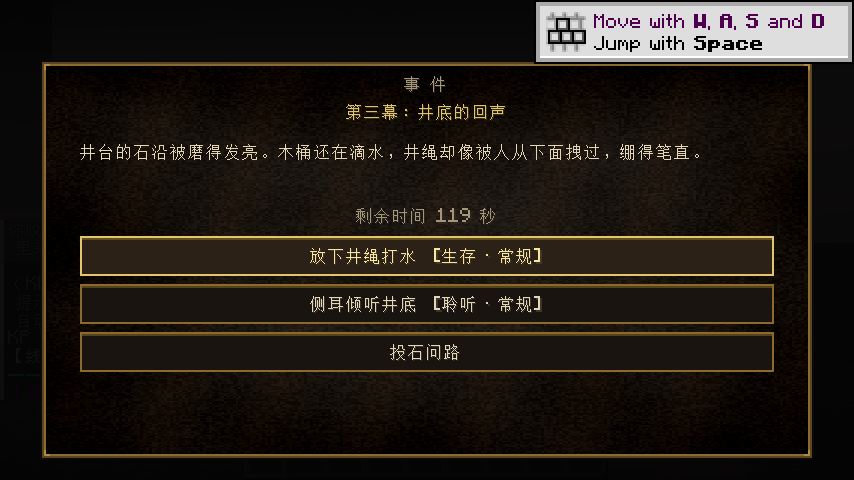 Move with W, A, S and D
Jump with Space
事 件
第三幕：井底的回声
井台的石沿被磨得发亮。木桶还在滴水，井绳却像被人从下面拽过，绷得笔直。
剩余时间 119 秒
放下井绳打水 【生存 · 常规】
侧耳倾听井底 【聆听 · 常规】
投石问路